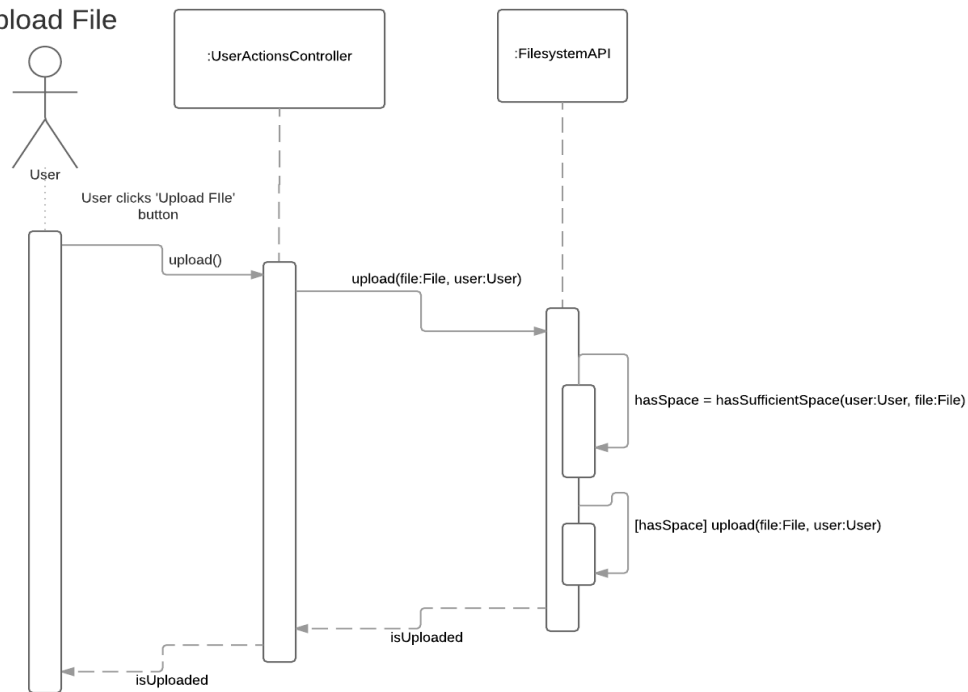 pload File
:UserActionsController
:FilesystemAPI
User
User clicks 'Upload FIle'
button
upload()
upload(file:File, user:User)
hasSpace = hasSufficientSpace(user:User, file:File)
[hasSpace] upload(file:File, user:User)
isUploaded
isUploaded